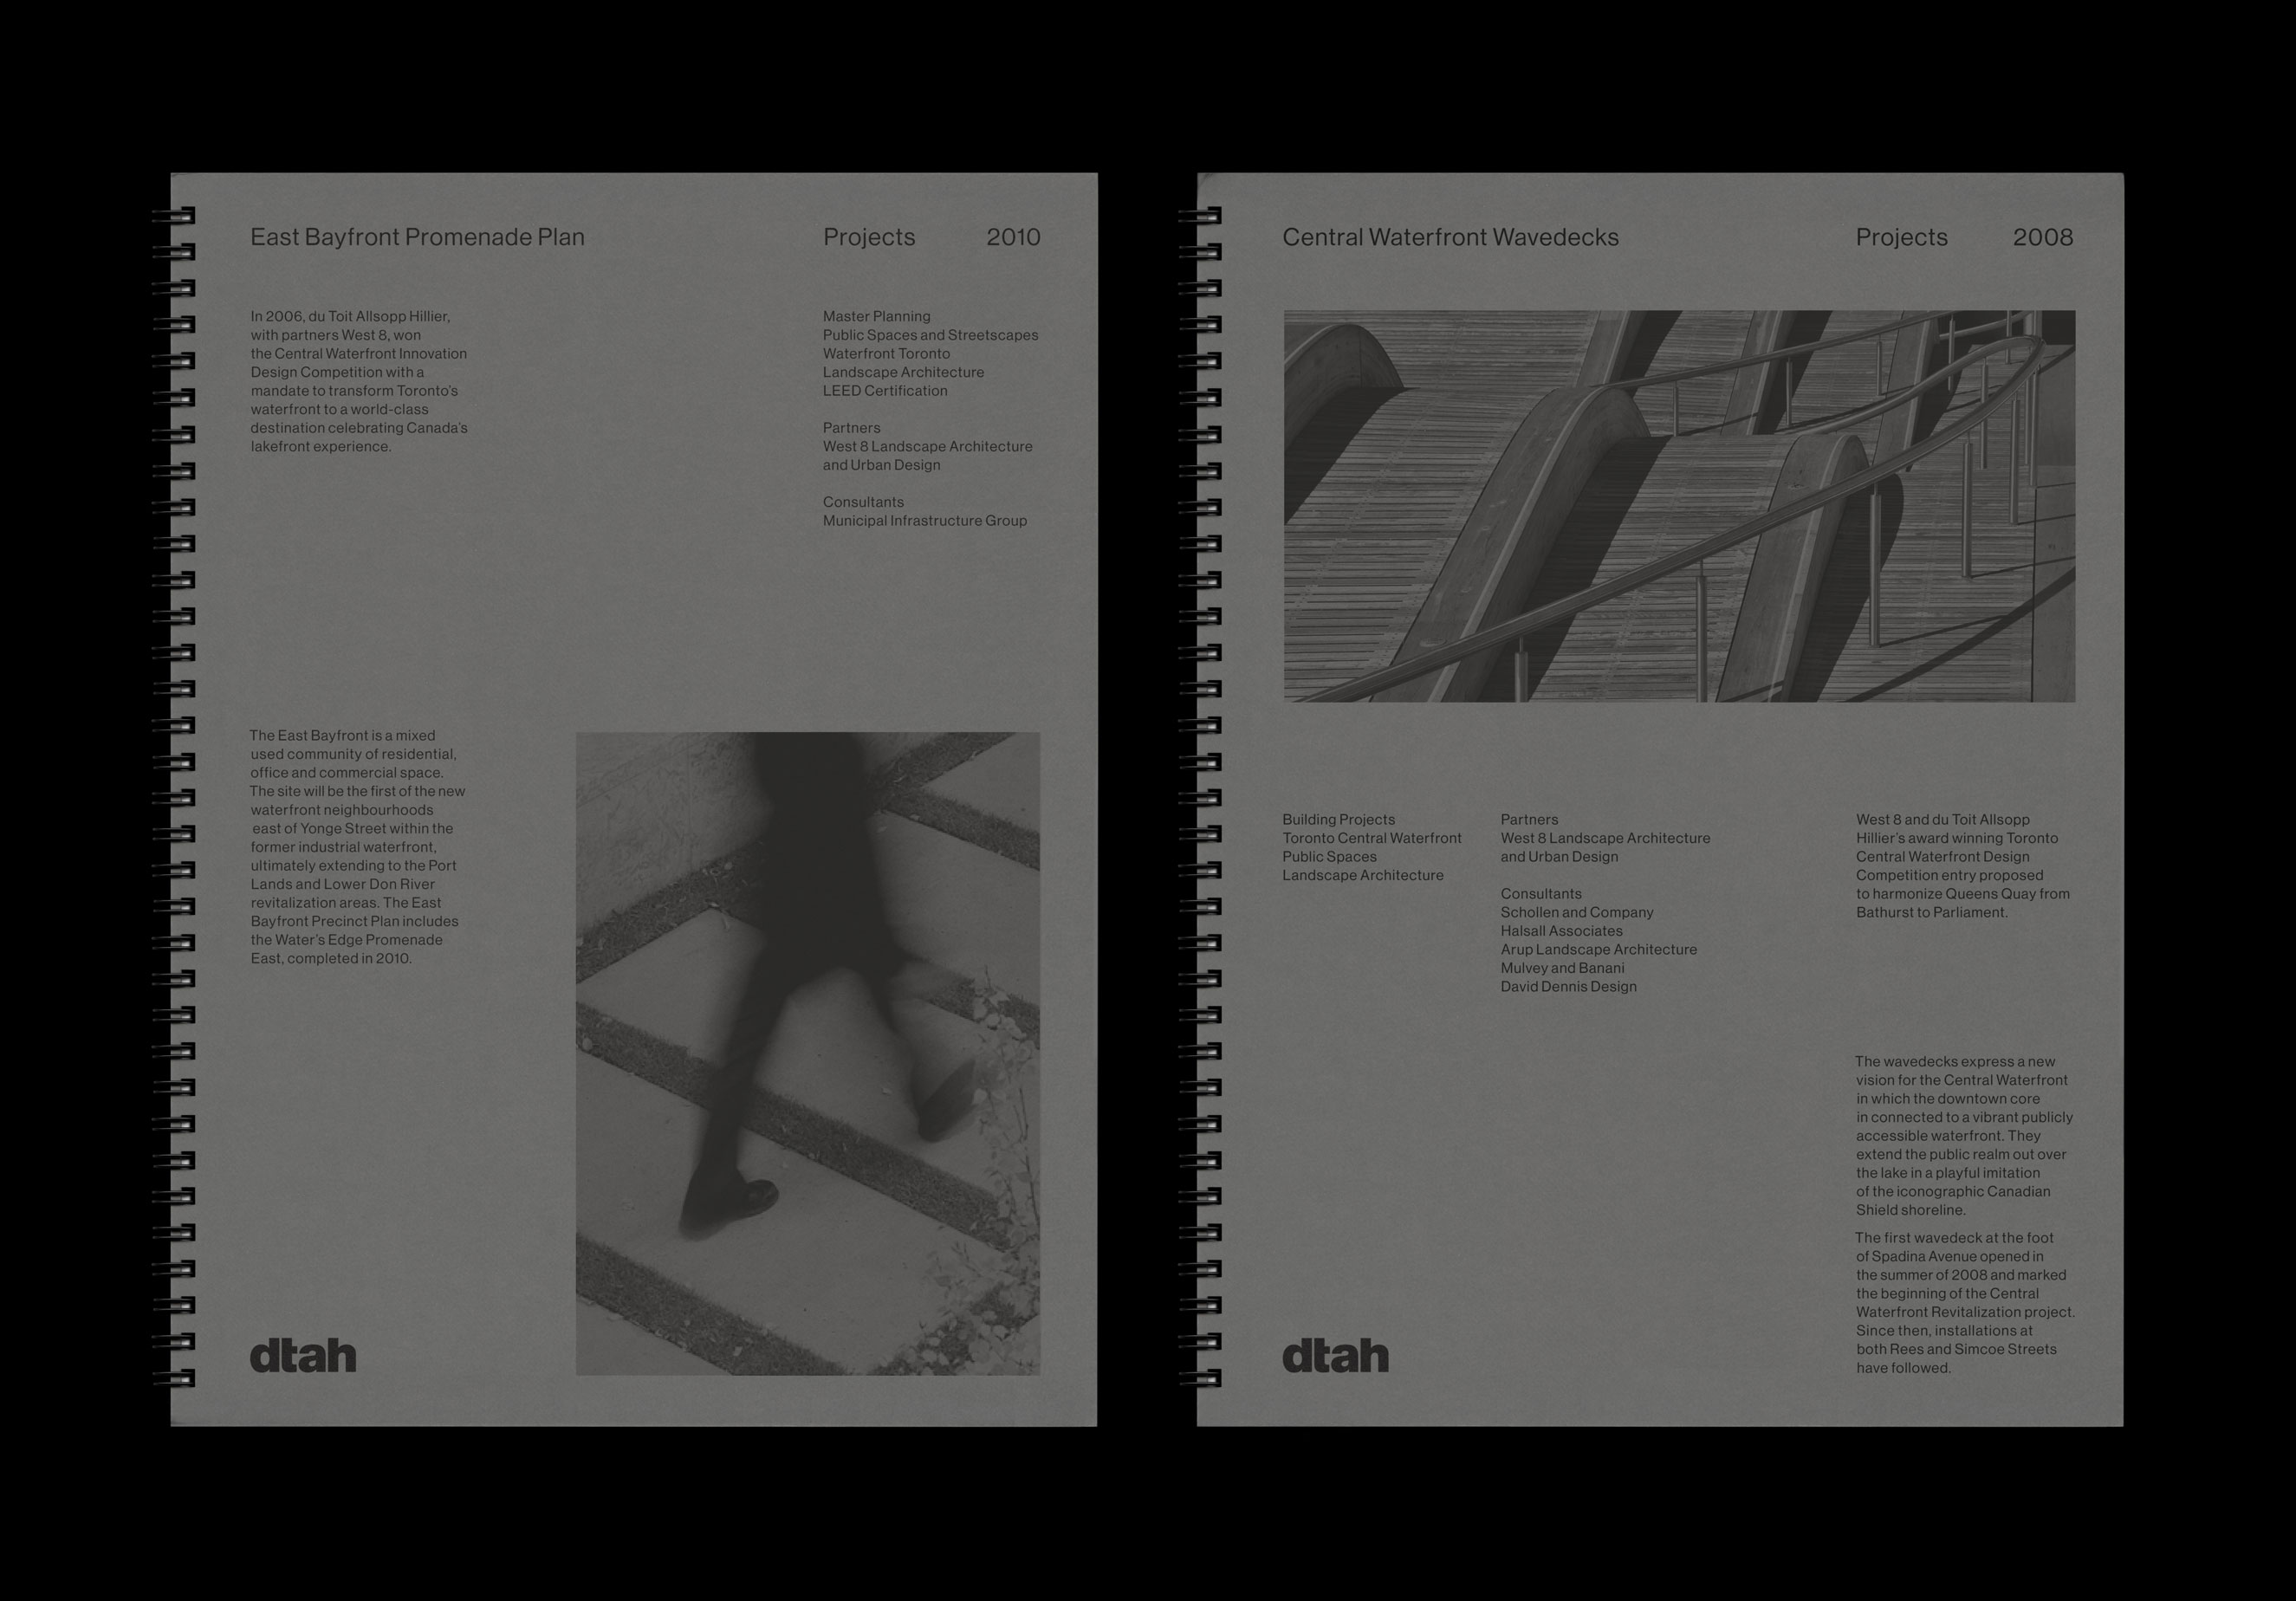 East Bayfront Promenade Plan
Projects
2010
In 2006, du Toit Allsopp Hillier,
with partners West 8, won
the Central Waterfront Innovation
Design Competition with a
mandate to transform Toronto's
waterfront to a world-class
destination celebrating Canada's
lakefront experience.
Master Planning
Public Spaces and Streetscapes
Waterfront Toronto
Landscape Architecture
LEED Certification
Partners
West 8 Landscape Architecture
and Urban Design
Consultants
Municipal Infrastructure Group
The East Bayfront is a mixed
used community of residential,
office and commercial space.
The site will be the first of the new
waterfront neighbourhoods
east of Yonge Street within the
former industrial waterfront,
ultimately extending to the Port
Lands and Lower Don River
revitalization areas. The East
Bayfront Precinct Plan includes
the Water's Edge Promenade
East, completed in 2010.
dtah
Central Waterfront Wavedecks
Projects
2008
Building Projects
Toronto Central Waterfront
Public Spaces
Landscape Architecture
Partners
West 8 Landscape Architecture
and Urban Design
Consultants
Schollen and Company
Halsall Associates
Arup Landscape Architecture
Mulvey and Banani
David Dennis Design
West 8 and du Toit Allsopp
Hillier's award winning Toronto
Central Waterfront Design
Competition entry proposed
to harmonize Queens Quay from
Bathurst to Parliament.
The wavedecks express a new
vision for the Central Waterfront
in which the downtown core
in connected to a vibrant publicly
accessible waterfront. They
extend the public realm out over
the lake in a playful imitation
of the iconographic Canadian
Shield shoreline.
The first wavedeck at the foot
of Spadina Avenue opened in
the summer of 2008 and marked
the beginning of the Central
Waterfront Revitalization project.
Since then, installations at
both Rees and Simcoe Streets
have followed.
dtah